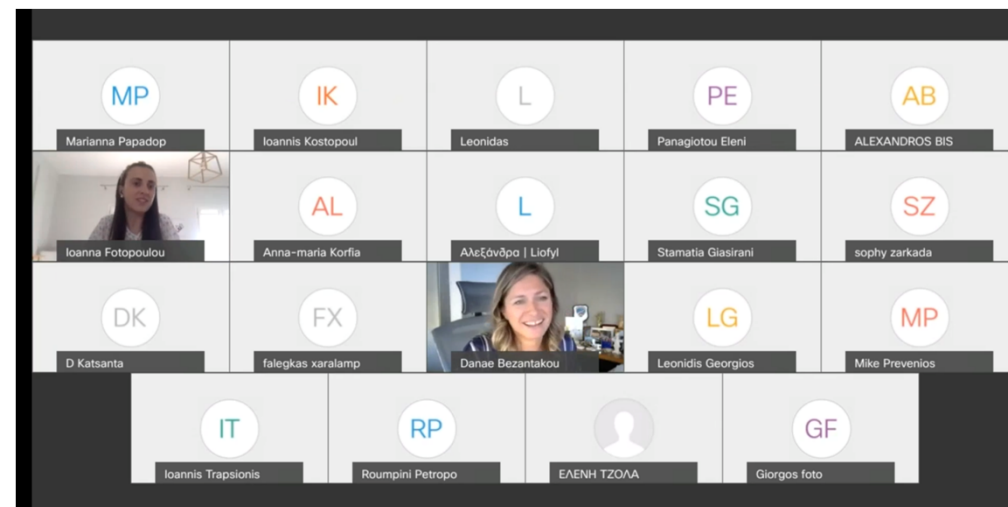 MP
Marianna Papadop
IK
Ioannis Kostopoul
L
Leonidas
PE
Panagiotou Eleni
AB
ALEXANDROS BIS
Ioanna Fotopoulou
AL
Anna-maria Korfia
L
Αλεξάνδρα | Liofyl
SG
Stamatia Giasirani
SZ
sophy zarkada
DK
D Katsanta
FX
falegkas xaralamp
Danae Bezantakou
LG
Leonidis Georgios
MP
Mike Prevenios
IT
Ioannis Trapsionis
RP
Roumpini Petropo
ΕΛΕΝΗ ΤΖΟΛΑ
GF
Giorgos foto